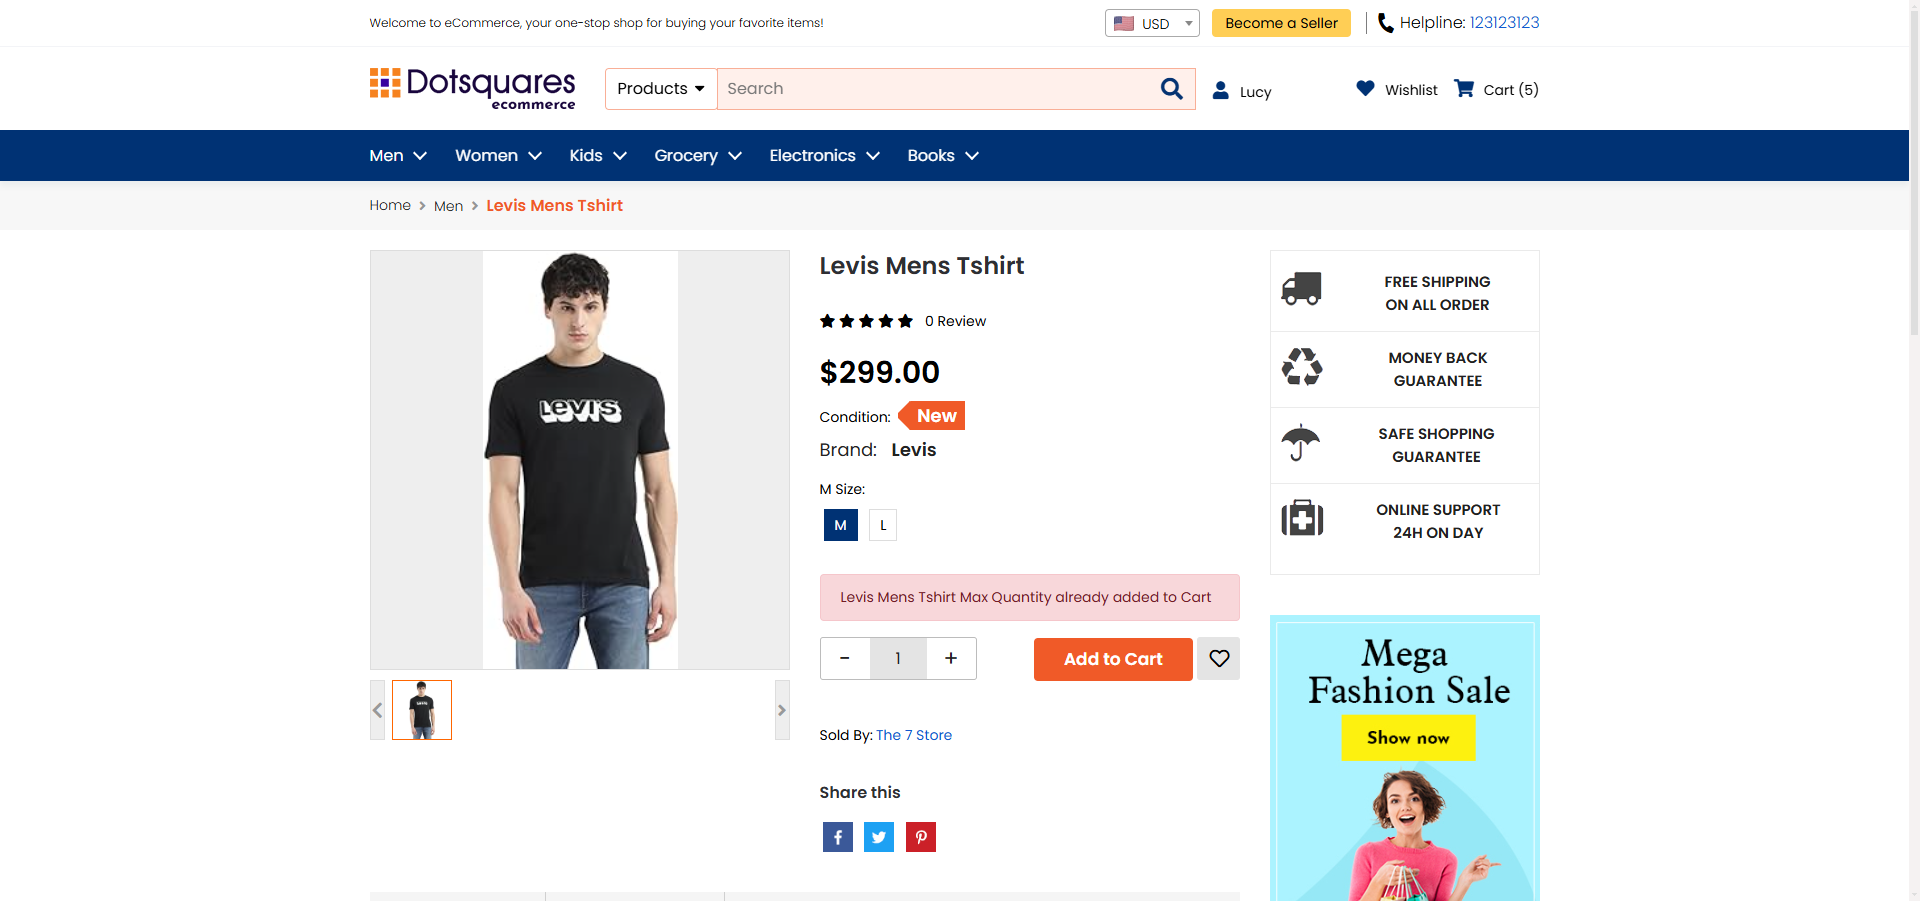 Welcome to eCommerce, your one-stop shop for buying your favorite items!
USD
Become a Seller
Helpline: 123123123
Dotsquares
ecommerce
Products
Search
Lucy
Wishlist
Cart (5)
Men
Women
Kids
Grocery
Electronics
Books
Home
Men
Levis Mens Tshirt
LEVI'S
Levis Mens Tshirt
0 Review
$299.00
Condition:
New
Brand: Levis
M Size:
M
L
Levis Mens Tshirt Max Quantity already added to Cart
-
1
+
Add to Cart
Sold By: The 7 Store
Share this
FREE SHIPPING
ON ALL ORDER
MONEY BACK
GUARANTEE
SAFE SHOPPING
GUARANTEE
ONLINE SUPPORT
24H ON DAY
Mega
Fashion Sale
Show now